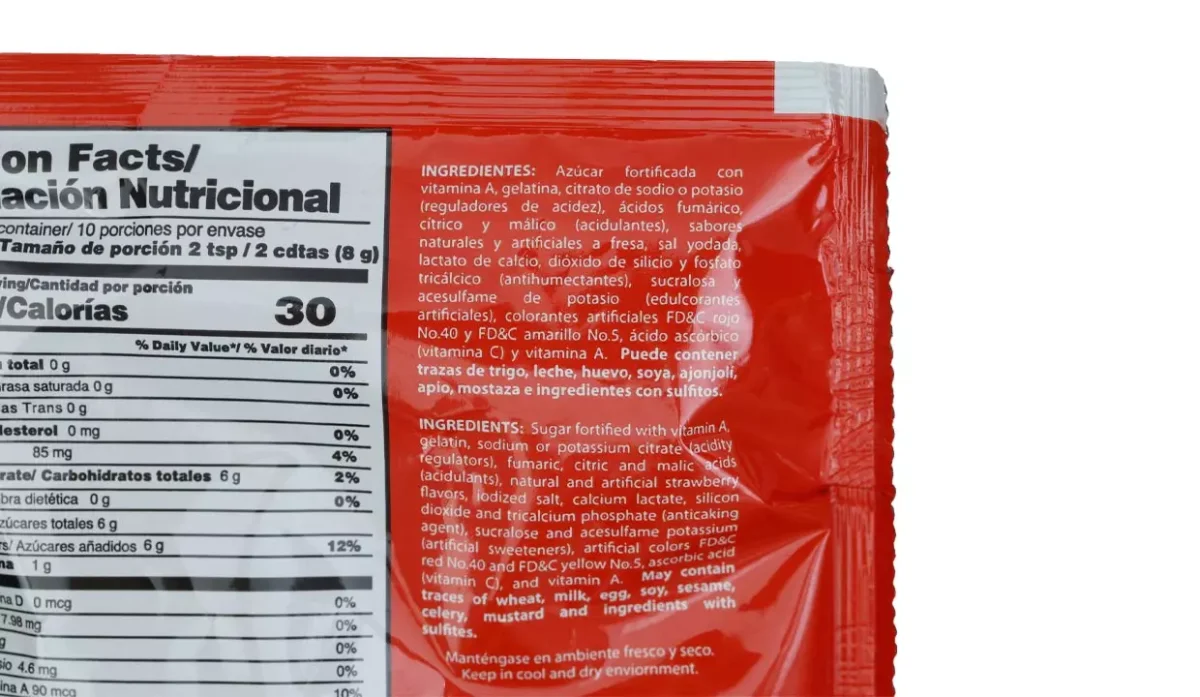 on Facts/
ación Nutricional
container/ 10 porciones por envase
Tamaño de porción 2 tsp / 2 cdtas (8 g)
ving/Cantidad por porción
/Calorías 30
% Daily Value*/ % Valor diario*
total 0 g 0%
rasa saturada 0 g 0%
as Trans 0 g
lesterol 0 mg 0%
85 mg 4%
rate/ Carbohidratos totales 6 g 2%
bra dietética 0 g 0%
zúcares totales 6 g
rs/ Azúcares añadidos 6 g 12%
na 1 g
na D 0 mcg 0%
7.98 mg 0%
g 0%
sio 4.6 mg 0%
ina A 90 mcg 10%
INGREDIENTES: Azúcar fortificada con
vitamina A, gelatina, citrato de sodio o potasio
(reguladores de acidez), ácidos fumárico,
cítrico y málico (acidulantes), sabores
naturales y artificiales a fresa, sal yodada,
lactato de calcio, dióxido de silicio y fosfato
tricálcico (antihumectantes), sucralosa y
acesulfame de potasio (edulcorantes
artificiales), colorantes artificiales FD&C rojo
No.40 y FD&C amarillo No.5, ácido ascórbico
(vitamina C) y vitamina A. Puede contener
trazas de trigo, leche, huevo, soya, ajonjolí,
apio, mostaza e ingredientes con sulfitos.
INGREDIENTS: Sugar fortified with vitamin A,
gelatin, sodium or potassium citrate (acidity
regulators), fumaric, citric and malic acids
(acidulants), natural and artificial strawberry
flavors, iodized salt, calcium lactate, silicon
dioxide and tricalcium phosphate (anticaking
agent), sucralose and acesulfame potassium
(artificial sweeteners), artificial colors FD&C
red No.40 and FD&C yellow No.5, ascorbic acid
(vitamin C), and vitamin A. May contain
traces of wheat, milk, egg, soy, sesame,
celery, mustard and ingredients with
sulfites.
Manténgase en ambiente fresco y seco.
Keep in cool and dry enviornment.